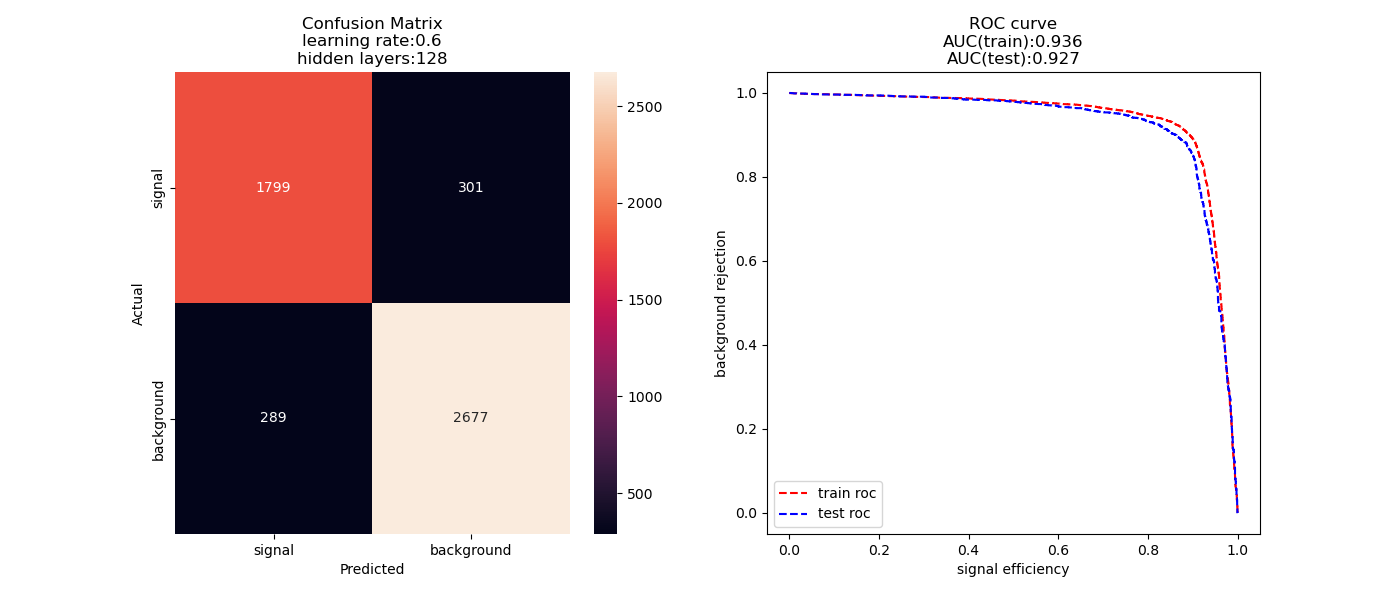 Confusion Matrix
learning rate:0.6
hidden layers:128
signal
background
Actual
1799
301
289
2677
signal
background
Predicted
2500
2000
1500
1000
500
ROC curve
AUC(train):0.936
AUC(test):0.927
background rejection
1.0
0.8
0.6
0.4
0.2
0.0
train roc
test roc
0.0
0.2
0.4
0.6
0.8
1.0
signal efficiency